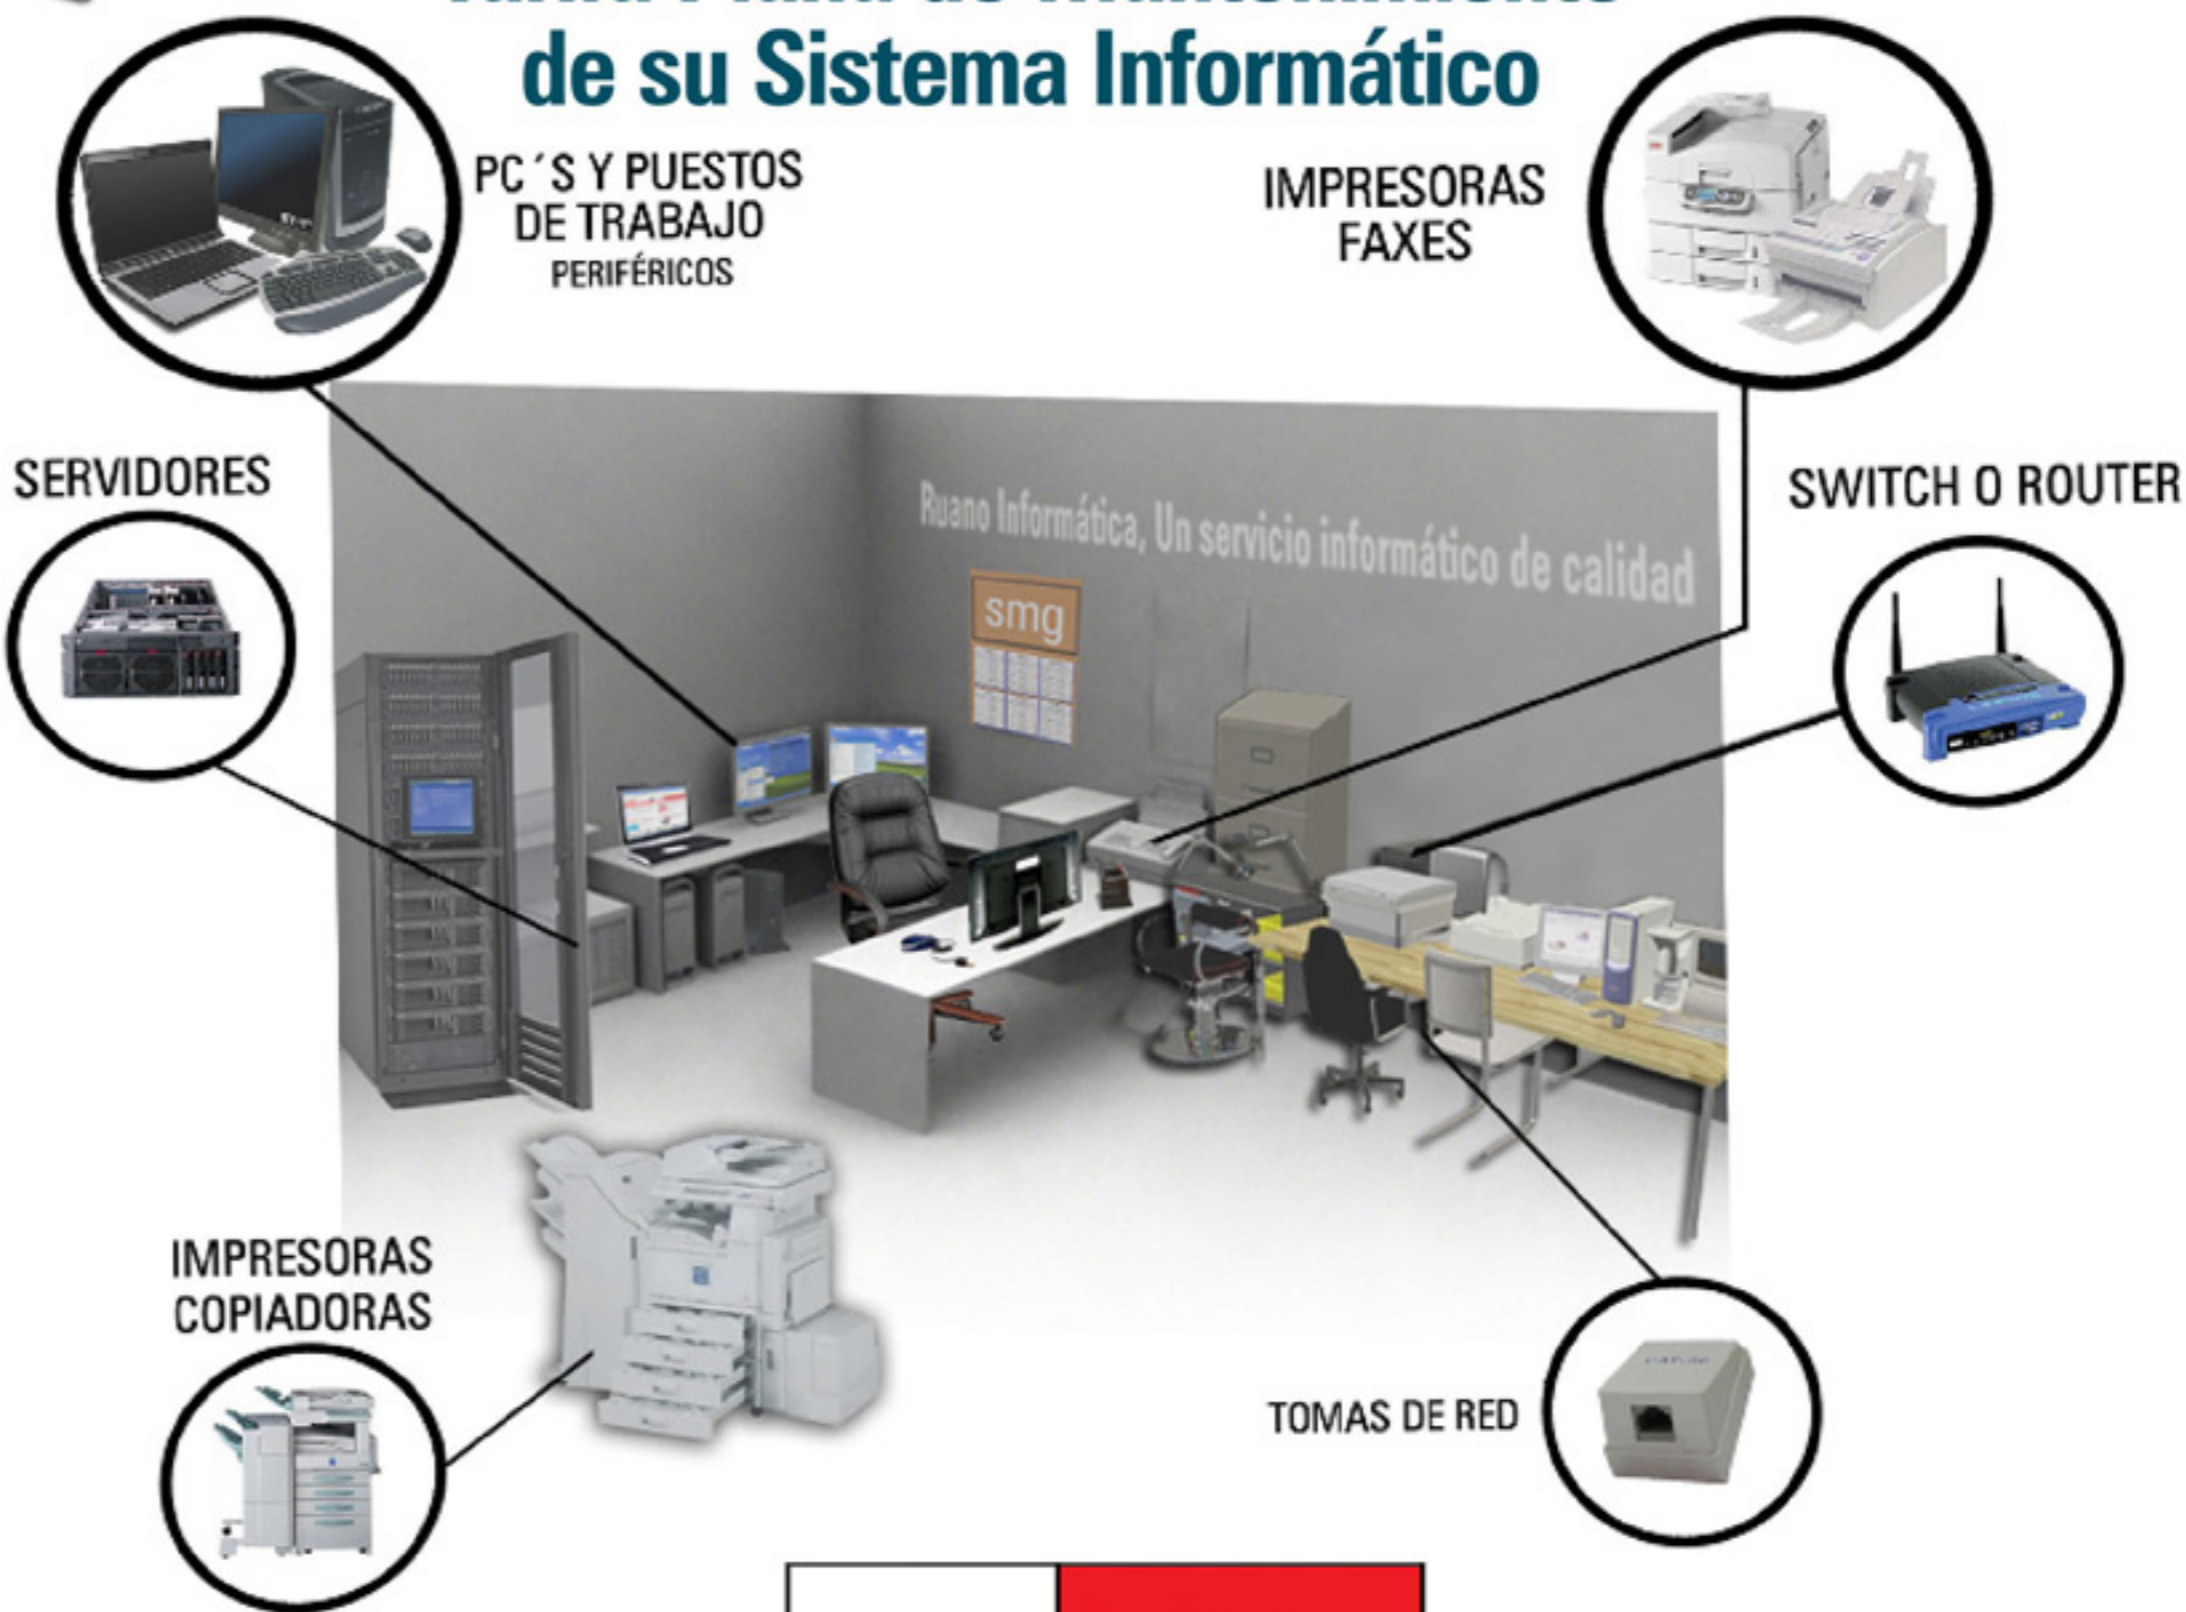 de su Sistema Informático
PC´S Y PUESTOS
DE TRABAJO
PERIFÉRICOS
IMPRESORAS
FAXES
SERVIDORES
SWITCH O ROUTER
Ruano Informática, Un servicio informático de calidad
smg
IMPRESORAS
COPIADORAS
TOMAS DE RED